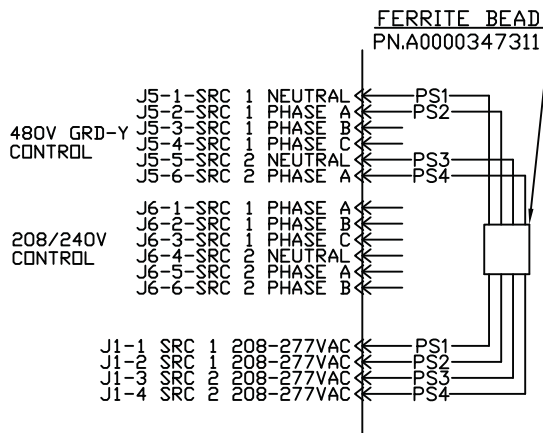 FERRITE BEAD
PN.A0000347311
480V GRD-Y
CONTROL
J5-1-SRC 1 NEUTRAL PS1
J5-2-SRC 1 PHASE A PS2
J5-3-SRC 1 PHASE B
J5-4-SRC 1 PHASE C
J5-5-SRC 2 NEUTRAL PS3
J5-6-SRC 2 PHASE A PS4
208/240V
CONTROL
J6-1-SRC 1 PHASE A
J6-2-SRC 1 PHASE B
J6-3-SRC 1 PHASE C
J6-4-SRC 2 NEUTRAL
J6-5-SRC 2 PHASE A
J6-6-SRC 2 PHASE B
J1-1 SRC 1 208-277VAC PS1
J1-2 SRC 1 208-277VAC PS2
J1-3 SRC 2 208-277VAC PS3
J1-4 SRC 2 208-277VAC PS4